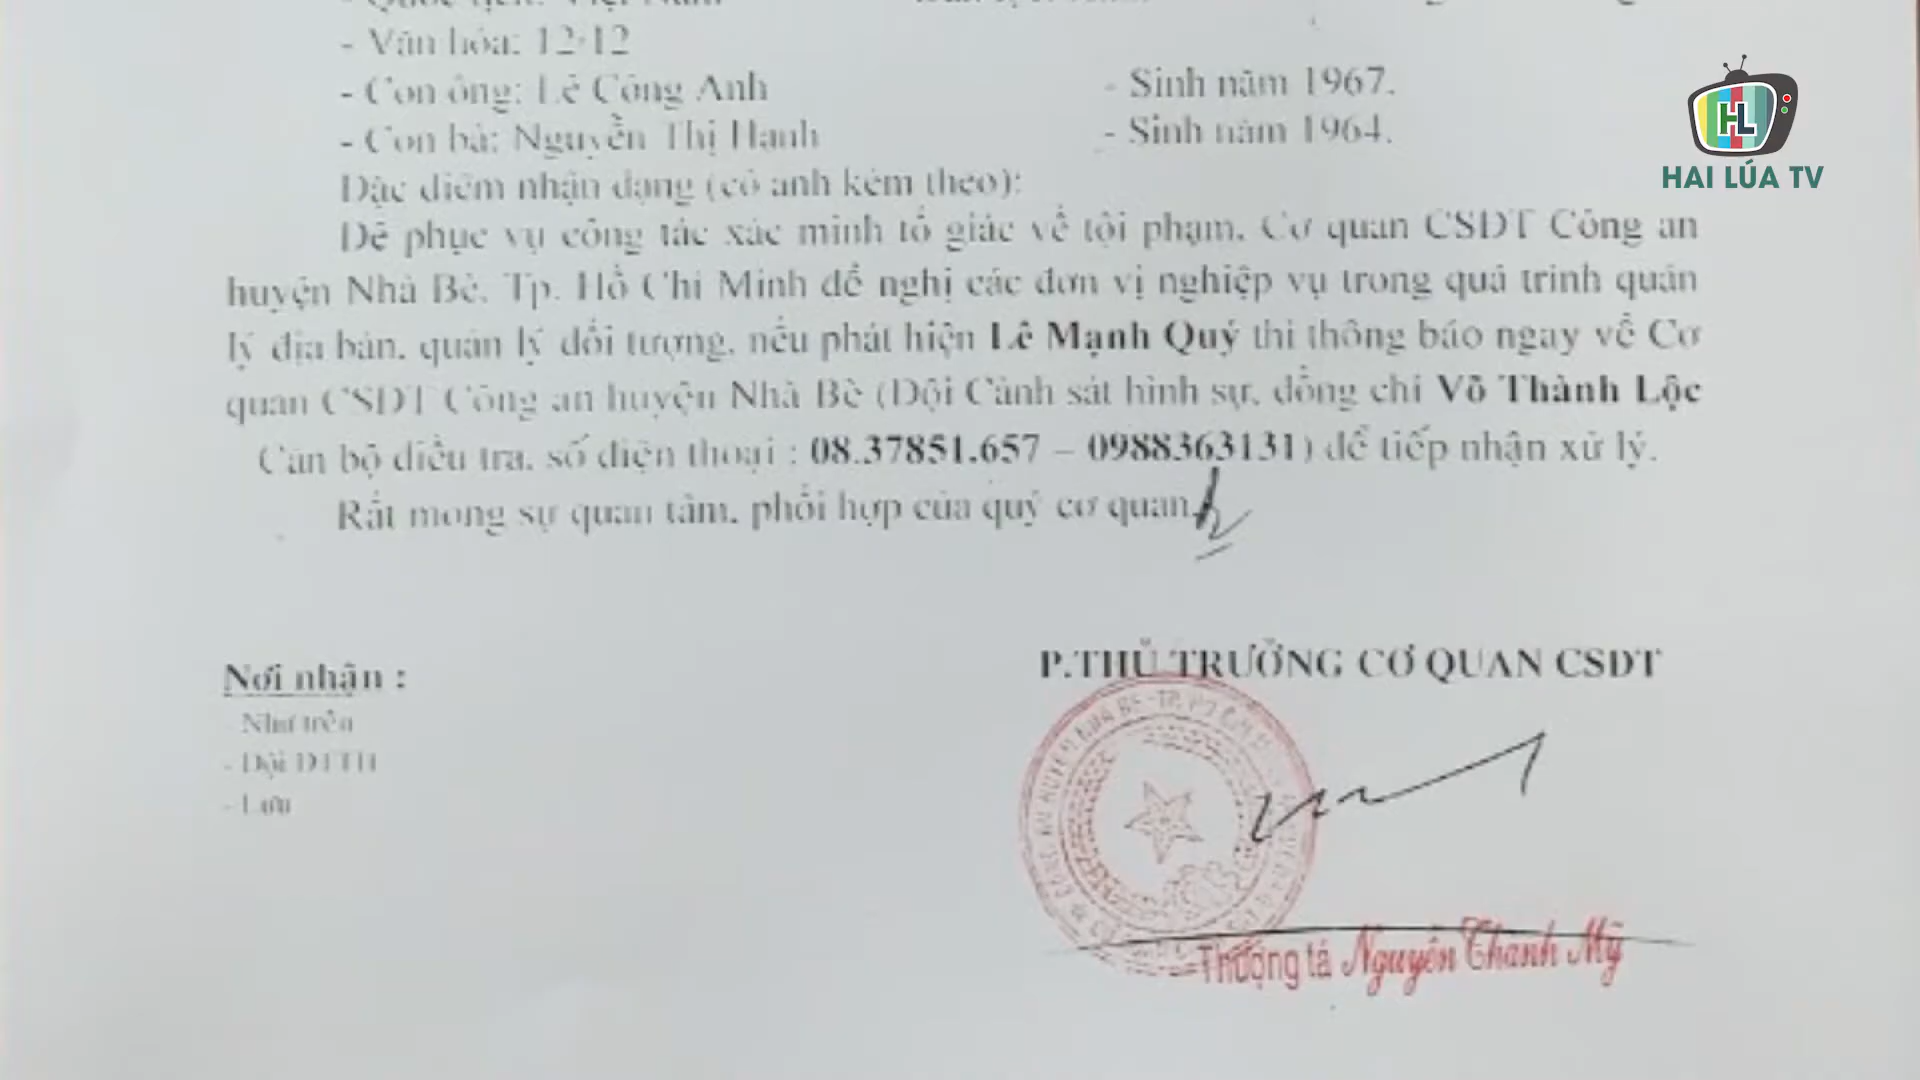 - Quốc tịch: Việt Nam
- Văn hóa: 12/12
- Con ông: Lê Công Anh - Sinh năm 1967.
- Con bà: Nguyễn Thị Hạnh - Sinh năm 1964.
Đặc điểm nhận dạng (có ảnh kèm theo):
Để phục vụ công tác xác minh tố giác về tội phạm, Cơ quan CSĐT Công an
huyện Nhà Bè, Tp. Hồ Chí Minh đề nghị các đơn vị nghiệp vụ trong quá trình quản
lý địa bàn, quản lý đối tượng, nếu phát hiện Lê Mạnh Quý thì thông báo ngay về Cơ
quan CSĐT Công an huyện Nhà Bè (Đội Cảnh sát hình sự, đồng chí Võ Thành Lộc
Cán bộ điều tra, số điện thoại : 08.37851.657 – 0988363131) để tiếp nhận xử lý.
Rất mong sự quan tâm, phối hợp của quý cơ quan
Nơi nhận :
- Như trên
- Đội ĐTTH
- Lưu
P.THỦ TRƯỞNG CƠ QUAN CSĐT
Thượng tá Nguyễn Thanh Mỹ
HL
HAI LÚA TV